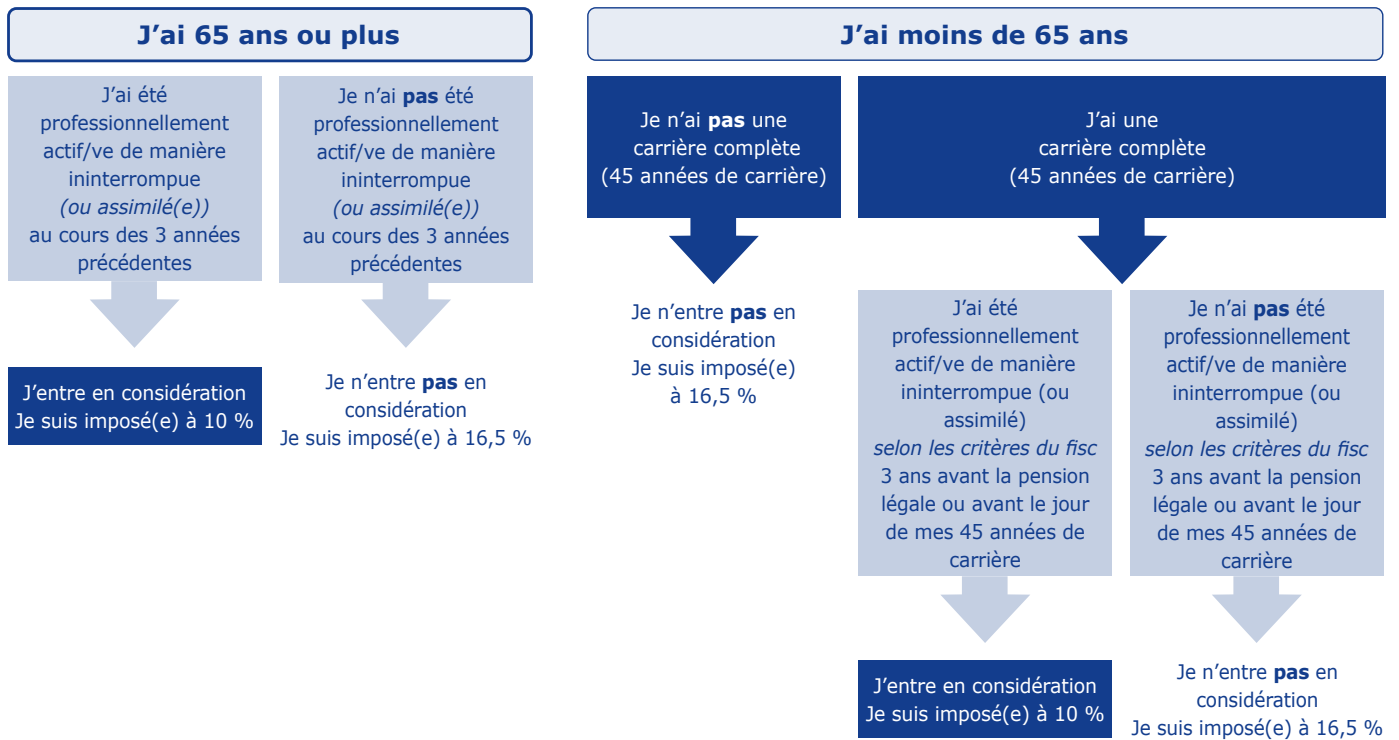 J'ai 65 ans ou plus
J'ai été
professionnellement
actif/ve de manière
ininterrompue
(ou assimilé(e))
au cours des 3 années
précédentes
J'entre en considération
Je suis imposé(e) à 10 %
Je n'ai pas été
professionnellement
actif/ve de manière
ininterrompue
(ou assimilé(e))
au cours des 3 années
précédentes
Je n'entre pas en
considération
Je suis imposé(e) à 16,5 %
J'ai moins de 65 ans
Je n'ai pas une
carrière complète
(45 années de carrière)
Je n'entre pas en
considération
Je suis imposé(e)
à 16,5 %
J'ai une
carrière complète
(45 années de carrière)
J'ai été
professionnellement
actif/ve de manière
ininterrompue (ou
assimilé)
selon les critères du fisc
3 ans avant la pension
légale ou avant le jour
de mes 45 années de
carrière
J'entre en considération
Je suis imposé(e) à 10 %
Je n'ai pas été
professionnellement
actif/ve de manière
ininterrompue (ou
assimilé)
selon les critères du fisc
3 ans avant la pension
légale ou avant le jour
de mes 45 années de
carrière
Je n'entre pas en
considération
Je suis imposé(e) à 16,5 %